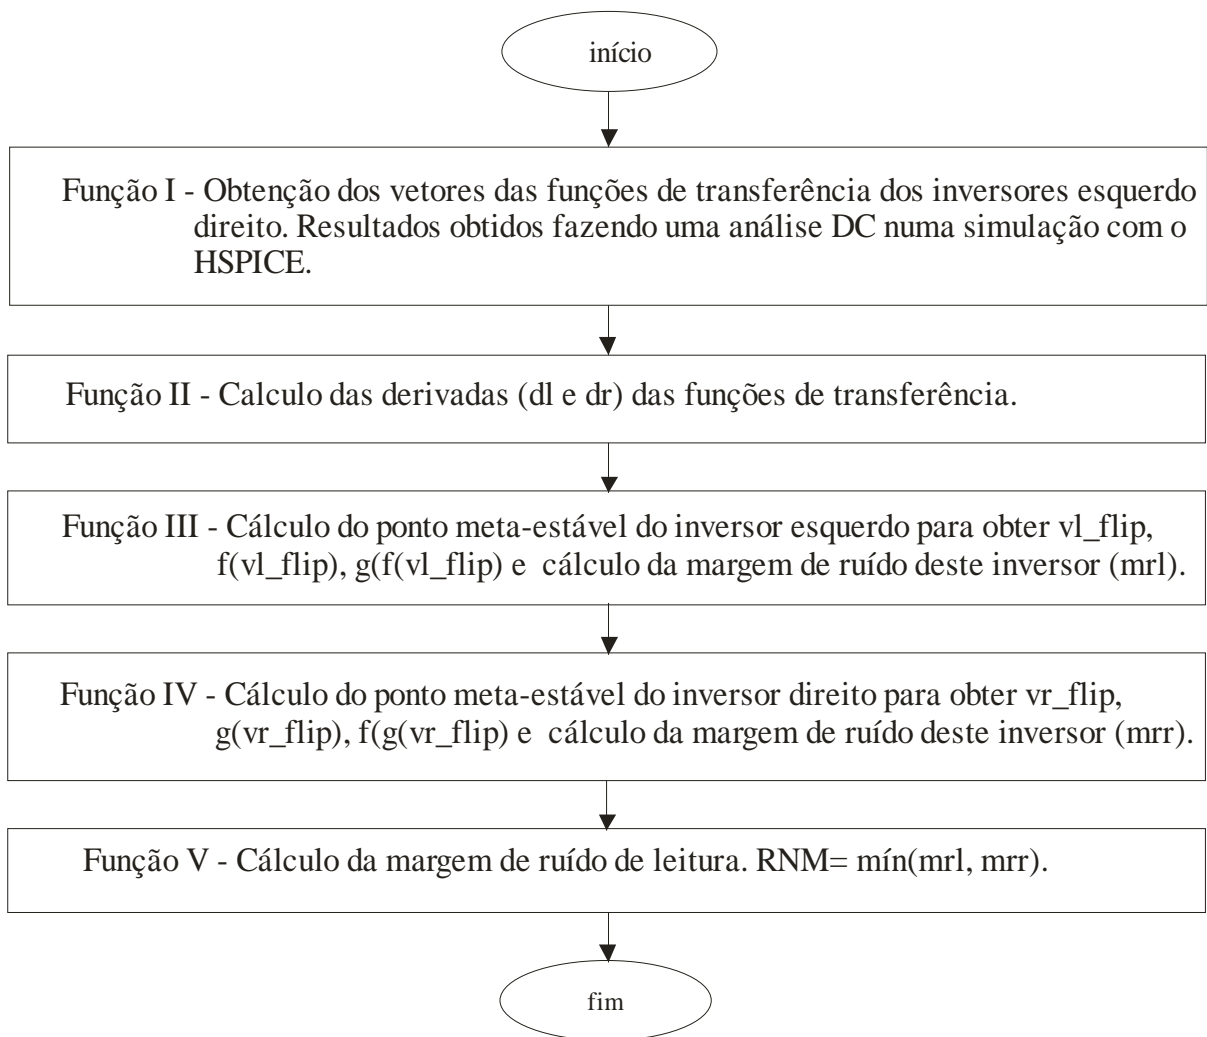 início
Função I - Obtenção dos vetores das funções de transferência dos inversores esquerdo
direito. Resultados obtidos fazendo uma análise DC numa simulação com o
HSPICE.
Função II - Calculo das derivadas (dl e dr) das funções de transferência.
Função III - Cálculo do ponto meta-estável do inversor esquerdo para obter vl_flip,
f(vl_flip), g(f(vl_flip) e cálculo da margem de ruído deste inversor (mrl).
Função IV - Cálculo do ponto meta-estável do inversor direito para obter vr_flip,
g(vr_flip), f(g(vr_flip) e cálculo da margem de ruído deste inversor (mrr).
Função V - Cálculo da margem de ruído de leitura. RNM= mín(mrl, mrr).
fim